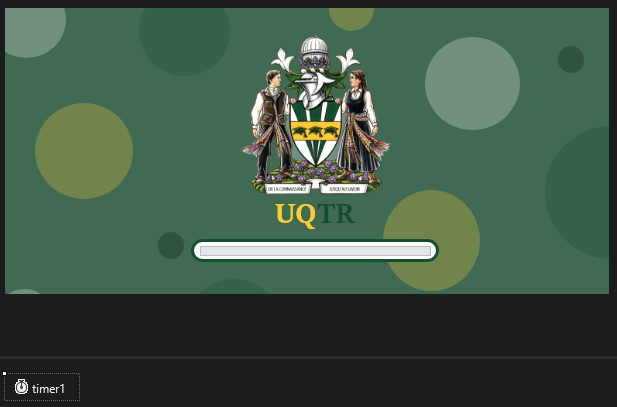 DE LA CONNAISSANCE JUSQU'AU SAVOIR
UQTR
timer1